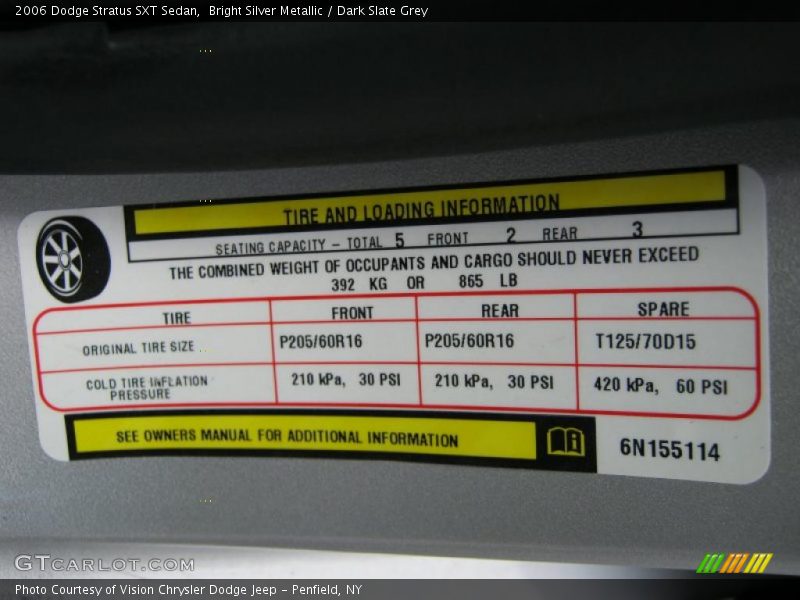 2006 Dodge Stratus SXT Sedan,  Bright Silver Metallic / Dark Slate Grey
TIRE AND LOADING INFORMATION
SEATING CAPACITY – TOTAL 5 FRONT 2 REAR 3
THE COMBINED WEIGHT OF OCCUPANTS AND CARGO SHOULD NEVER EXCEED
392 KG OR 865 LB
TIRE FRONT REAR SPARE
ORIGINAL TIRE SIZE P205/60R16 P205/60R16 T125/70D15
COLD TIRE INFLATION PRESSURE 210 kPa, 30 PSI 210 kPa, 30 PSI 420 kPa, 60 PSI
SEE OWNERS MANUAL FOR ADDITIONAL INFORMATION
6N155114
GTCARLOT.COM
Photo Courtesy of Vision Chrysler Dodge Jeep – Penfield, NY